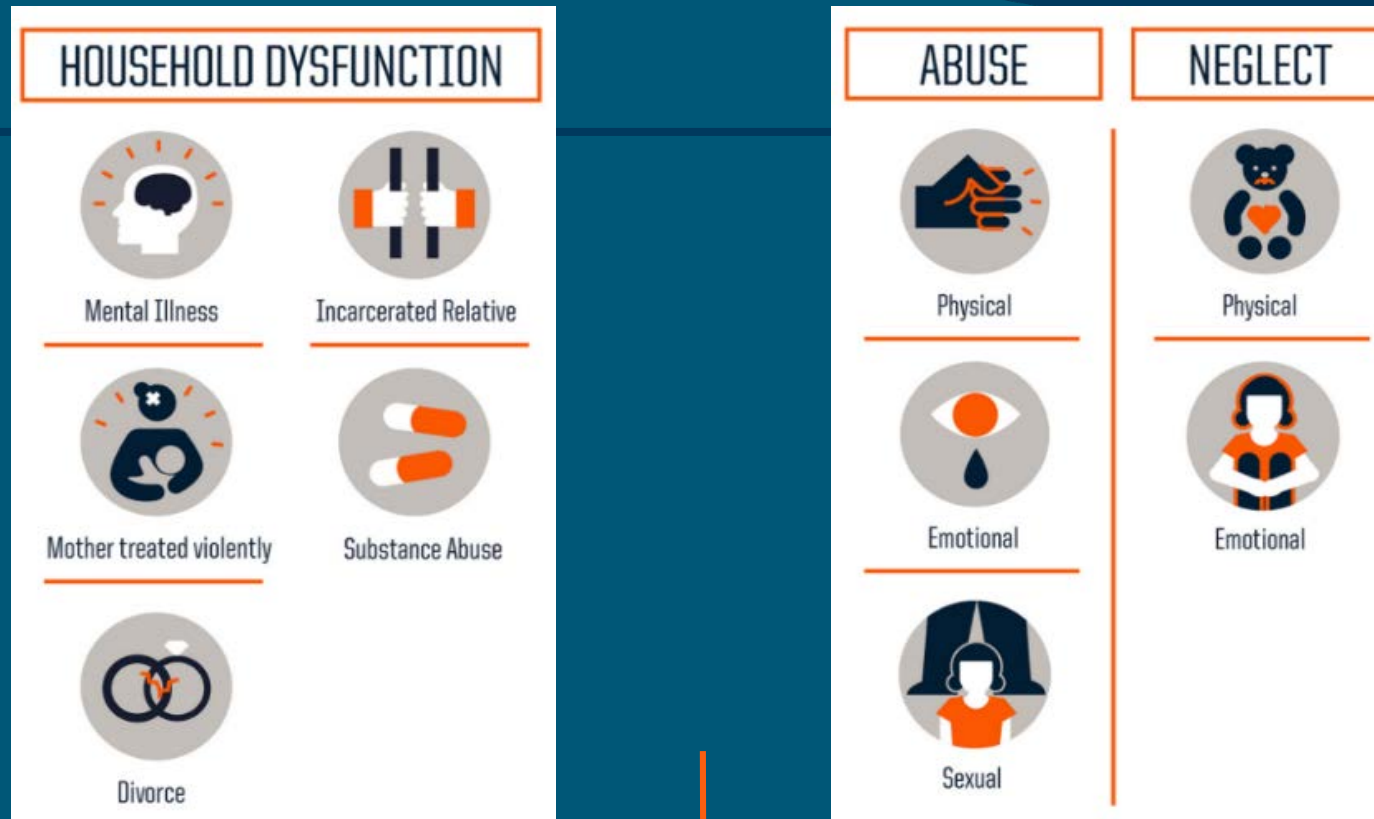 HOUSEHOLD DYSFUNCTION
Mental Illness
Incarcerated Relative
Mother treated violently
Substance Abuse
Divorce
ABUSE
NEGLECT
Physical
Physical
Emotional
Emotional
Sexual